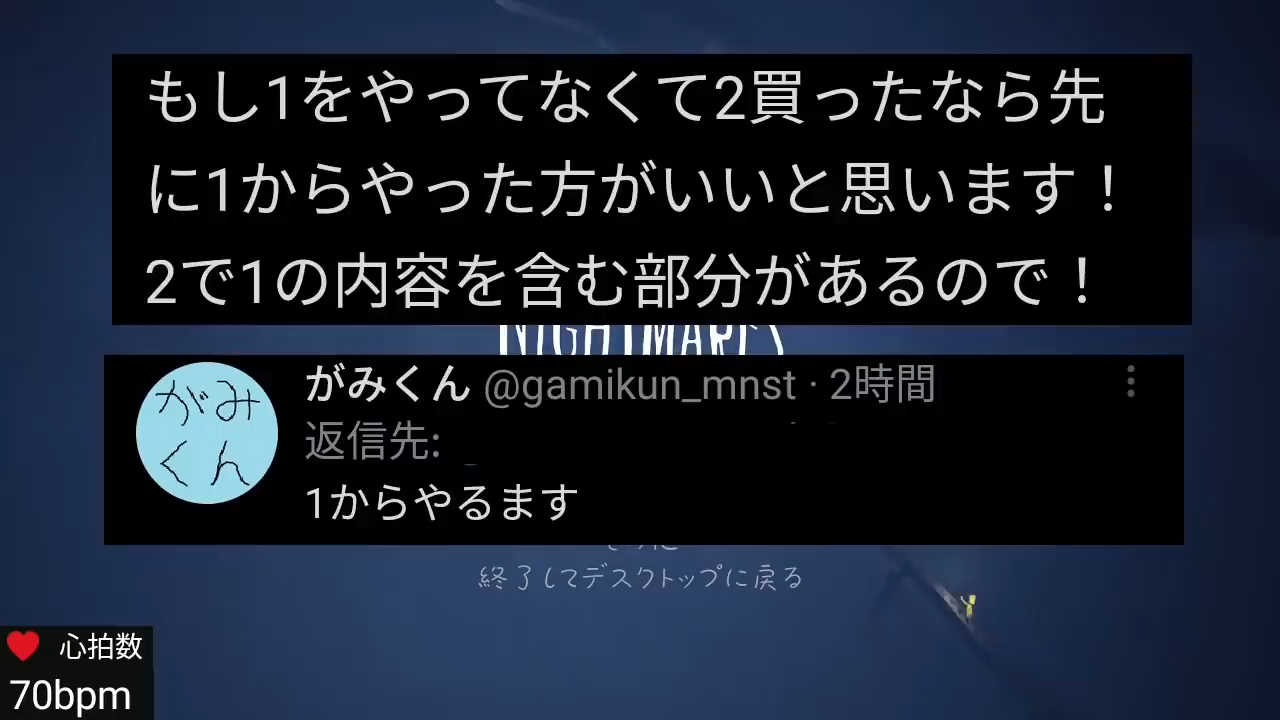 もし1をやってなくて2買ったなら先
に1からやった方がいいと思います！
2で1の内容を含む部分があるので！
NIGHTMARES
がみくん @gamikun_mnst · 2時間
がみ
くん
返信先:
1からやるます
終了してデスクトップに戻る
心拍数
70bpm